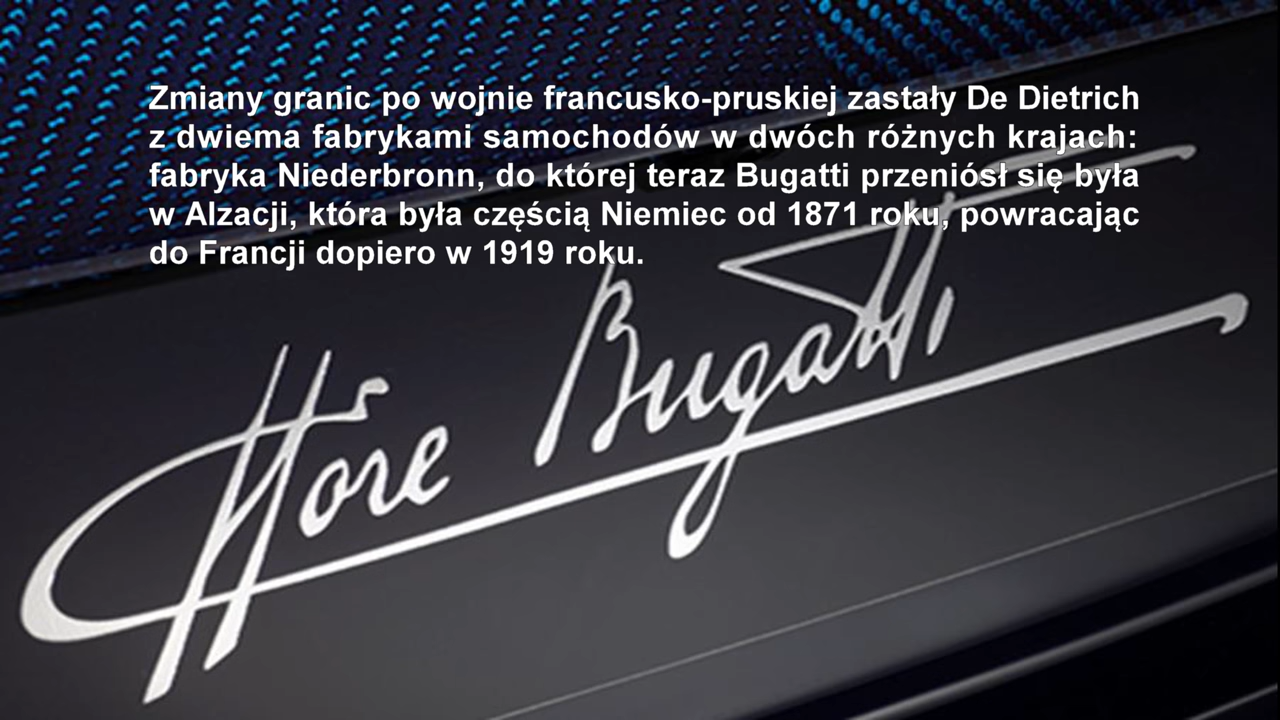 Zmiany granic po wojnie francusko-pruskiej zastały De Dietrich
z dwiema fabrykami samochodów w dwóch różnych krajach:
fabryka Niederbronn, do której teraz Bugatti przeniósł się była
w Alzacji, która była częścią Niemiec od 1871 roku, powracając
do Francji dopiero w 1919 roku.
Ettore Bugatti